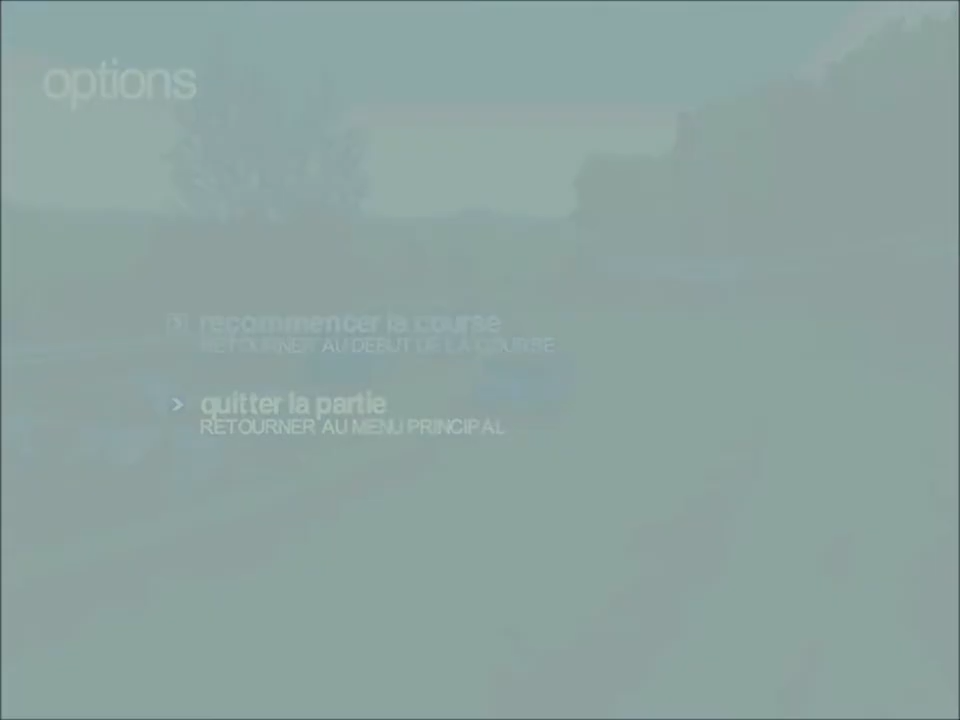 options
recommencer la course
RETOURNER AU DEBUT DE LA COURSE
quitter la partie
RETOURNER AU MENU PRINCIPAL